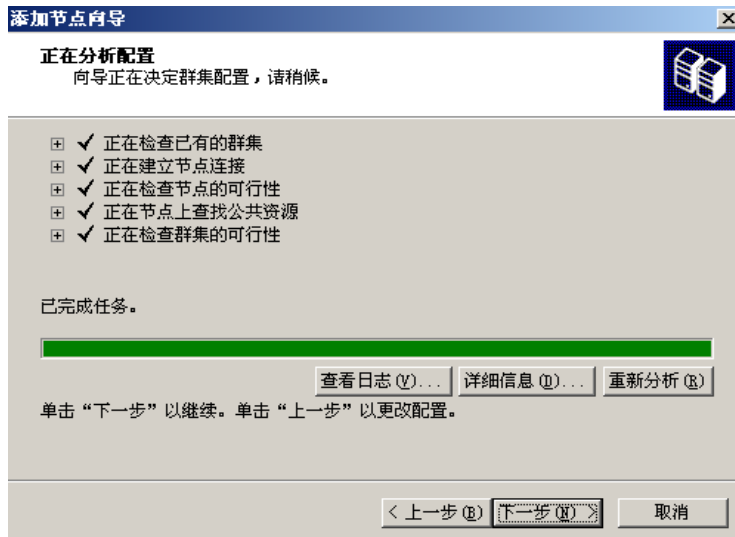 添加节点向导
正在分析配置
向导正在决定群集配置，请稍候。
正在检查已有的群集
正在建立节点连接
正在检查节点的可行性
正在节点上查找公共资源
正在检查群集的可行性
已完成任务。
查看日志(V)... 详细信息(D)... 重新分析(R)
单击“下一步”以继续。单击“上一步”以更改配置。
< 上一步(B) 下一步(N) > 取消